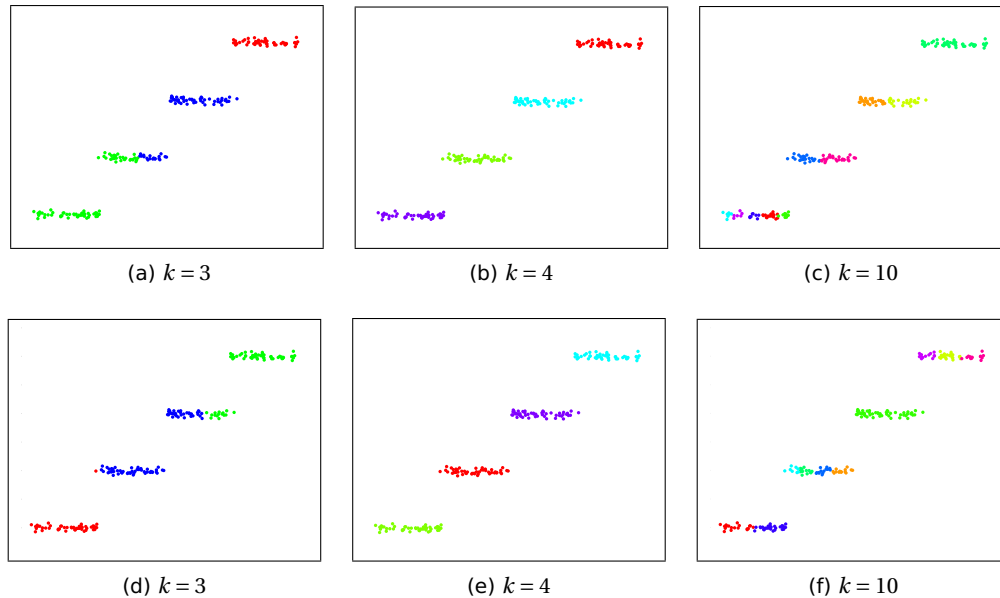 (a) k = 3
(b) k = 4
(c) k = 10
(d) k = 3
(e) k = 4
(f) k = 10